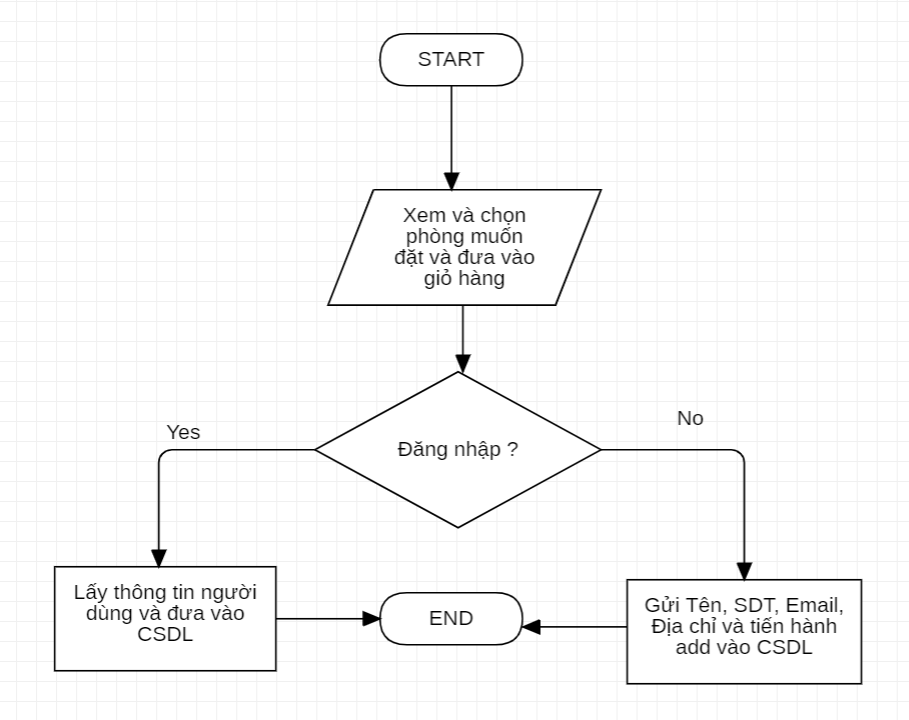 START
Xem và chọn
phòng muốn
đặt và đưa vào
giỏ hàng
Đăng nhập ?
Yes
No
Lấy thông tin người
dùng và đưa vào
CSDL
END
Gửi Tên, SDT, Email,
Địa chỉ và tiến hành
add vào CSDL